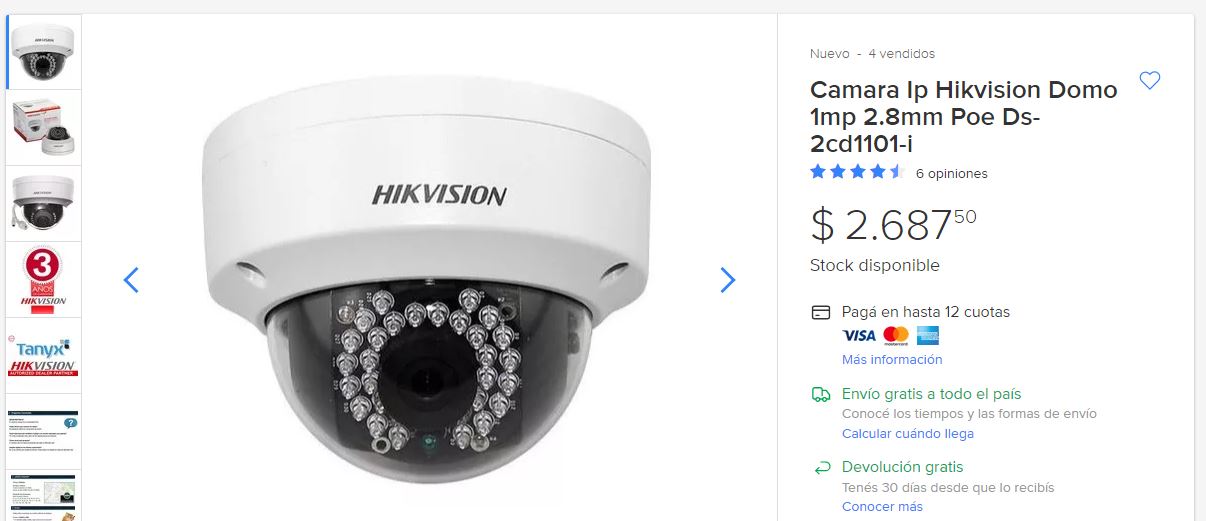 HIKVISION
3
AÑOS
HIKVISION
Tanyx
HIKVISION
AUTHORIZED DEALER PARTNER
HIKVISION
Nuevo - 4 vendidos
Camara Ip Hikvision Domo
1mp 2.8mm Poe Ds-
2cd1101-i
6 opiniones
$ 2.687 50
Stock disponible
Pagá en hasta 12 cuotas
VISA
mastercard
Más información
Envío gratis a todo el país
Conocé los tiempos y las formas de envío
Calcular cuándo llega
Devolución gratis
Tenés 30 días desde que lo recibís
Conocer más